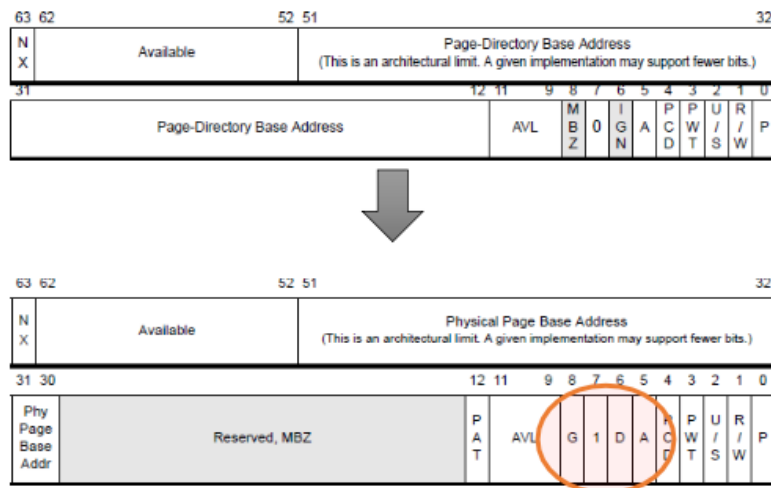 63 62 52 51 32
N X Available Page-Directory Base Address
(This is an architectural limit. A given implementation may support fewer bits.)
31 12 11 9 8 7 6 5 4 3 2 1 0
Page-Directory Base Address AVL M B Z 0 I G N A P C D P W T U / S R / W P
63 62 52 51 32
N X Available Physical Page Base Address
(This is an architectural limit. A given implementation may support fewer bits.)
31 30 12 11 9 8 7 6 5 4 3 2 1 0
Phy Page Base Addr Reserved, MBZ P A T AVL G 1 D A P C D P W T U / S R / W P